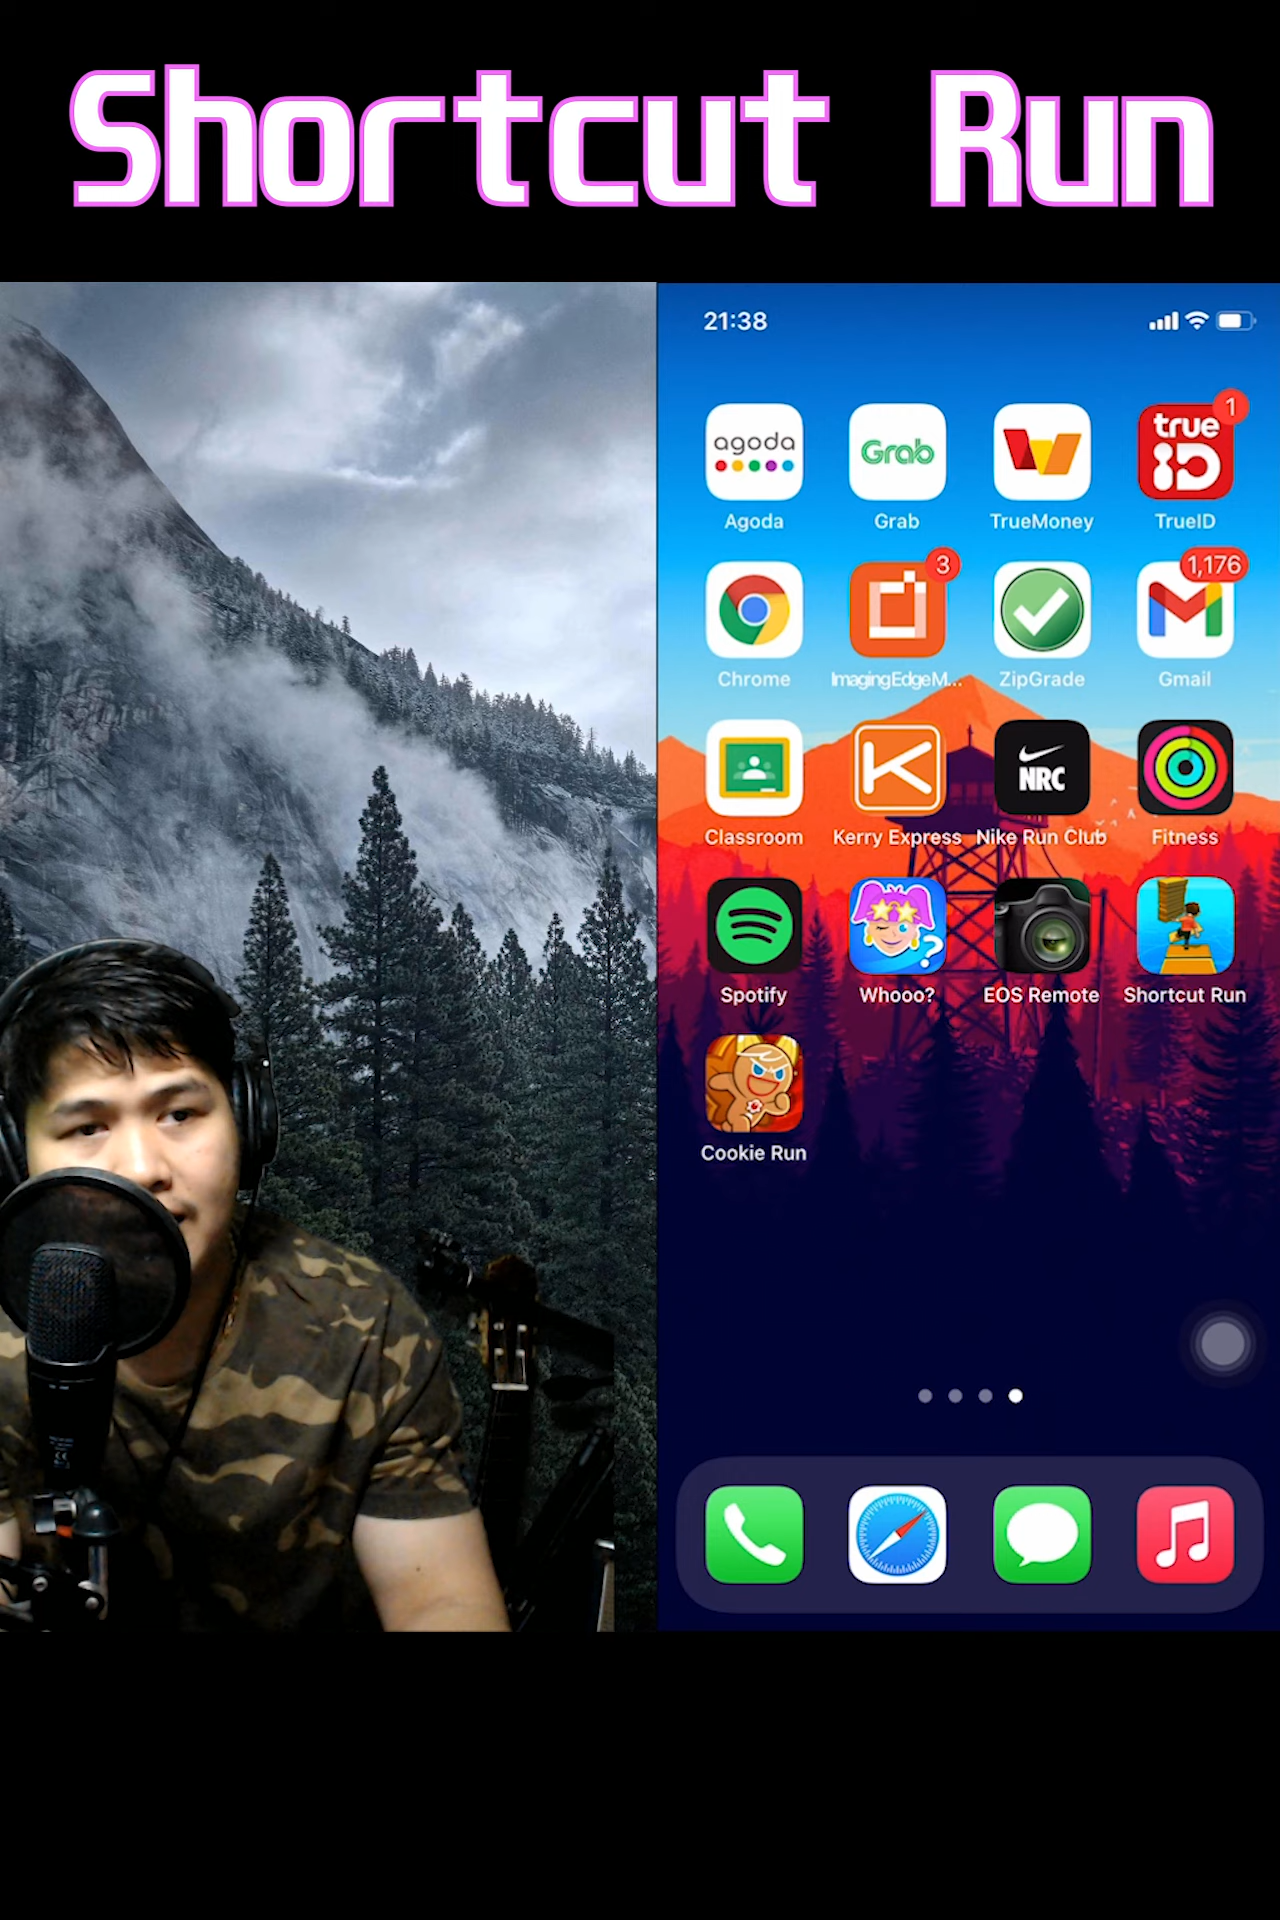 Shortcut Run
21:38
agoda
Grab
true
iD
1
Agoda
Grab
TrueMoney
TrueID
3
1,176
Chrome
ImagingEdgeM...
ZipGrade
Gmail
NRC
Classroom
Kerry Express
Nike Run Club
Fitness
?
Spotify
Whooo?
EOS Remote
Shortcut Run
Cookie Run